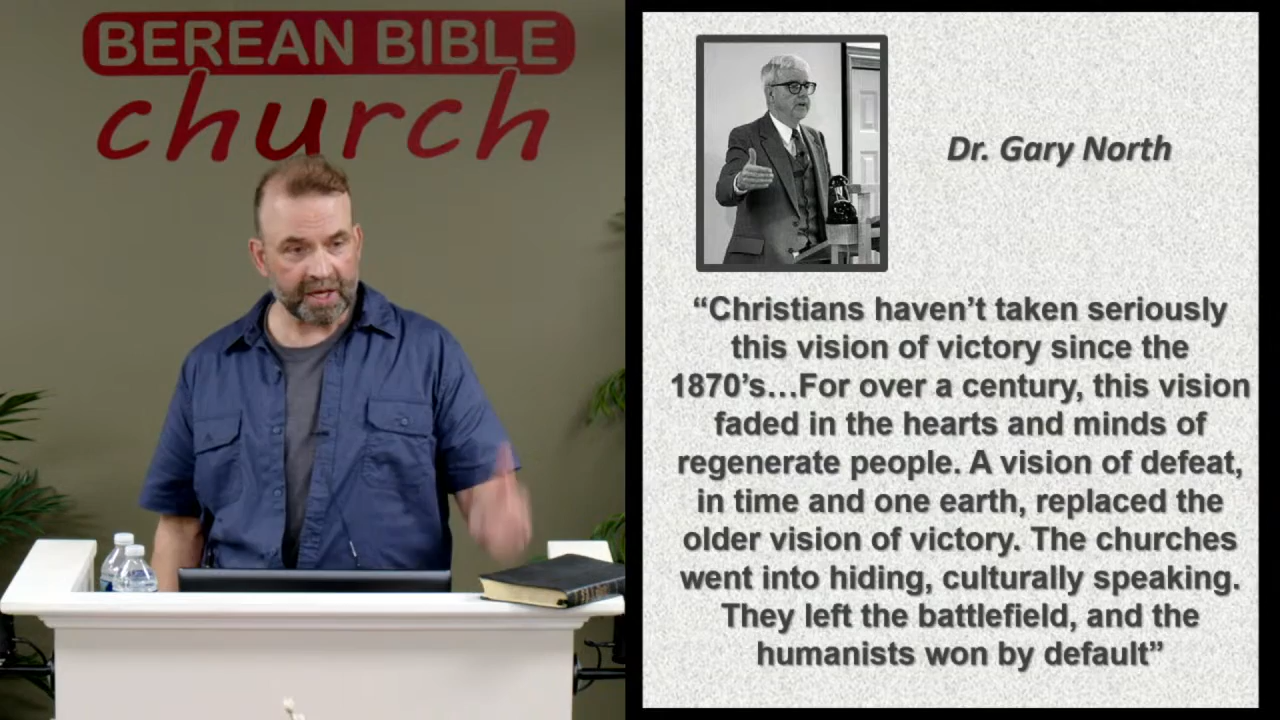 BEREAN BIBLE
church
Dr. Gary North
“Christians haven’t taken seriously
this vision of victory since the
1870’s...For over a century, this vision
faded in the hearts and minds of
regenerate people. A vision of defeat,
in time and one earth, replaced the
older vision of victory. The churches
went into hiding, culturally speaking.
They left the battlefield, and the
humanists won by default”